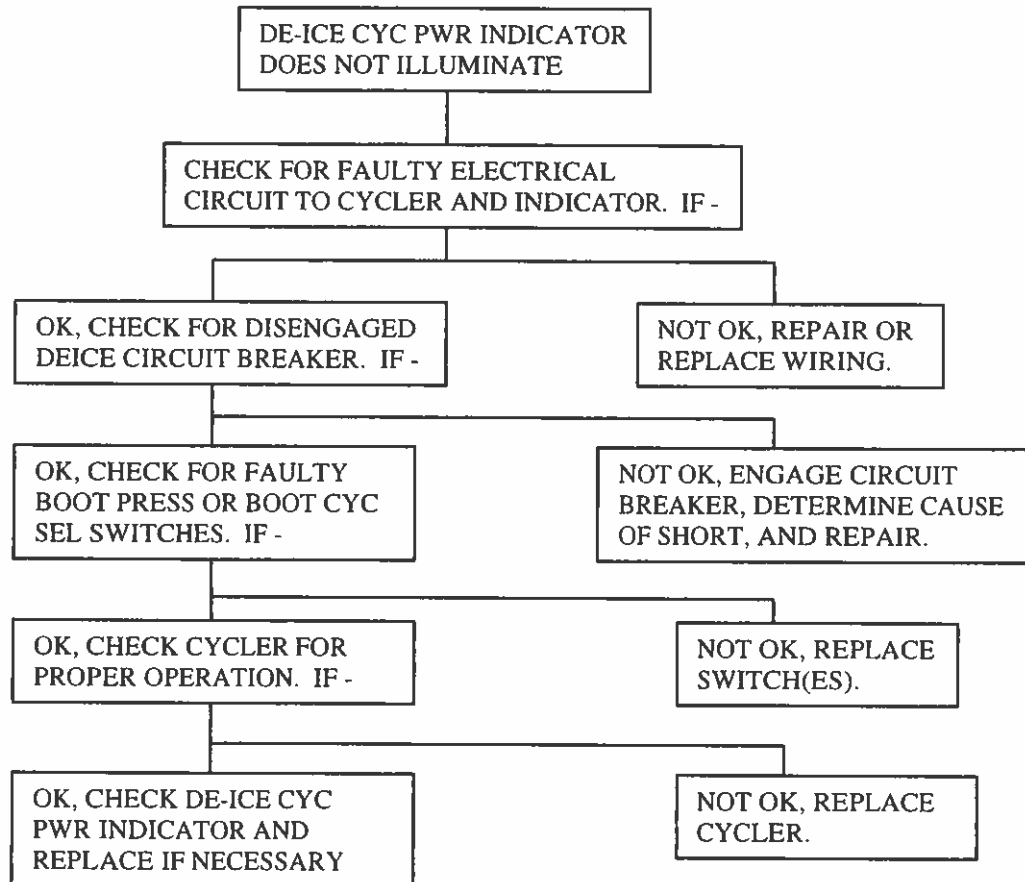 DE-ICE CYC PWR INDICATOR
DOES NOT ILLUMINATE
CHECK FOR FAULTY ELECTRICAL
CIRCUIT TO CYCLER AND INDICATOR. IF -
OK, CHECK FOR DISENGAGED
DEICE CIRCUIT BREAKER. IF -
NOT OK, REPAIR OR
REPLACE WIRING.
OK, CHECK FOR FAULTY
BOOT PRESS OR BOOT CYC
SEL SWITCHES. IF -
NOT OK, ENGAGE CIRCUIT
BREAKER, DETERMINE CAUSE
OF SHORT, AND REPAIR.
OK, CHECK CYCLER FOR
PROPER OPERATION. IF -
NOT OK, REPLACE
SWITCH(ES).
OK, CHECK DE-ICE CYC
PWR INDICATOR AND
REPLACE IF NECESSARY
NOT OK, REPLACE
CYCLER.